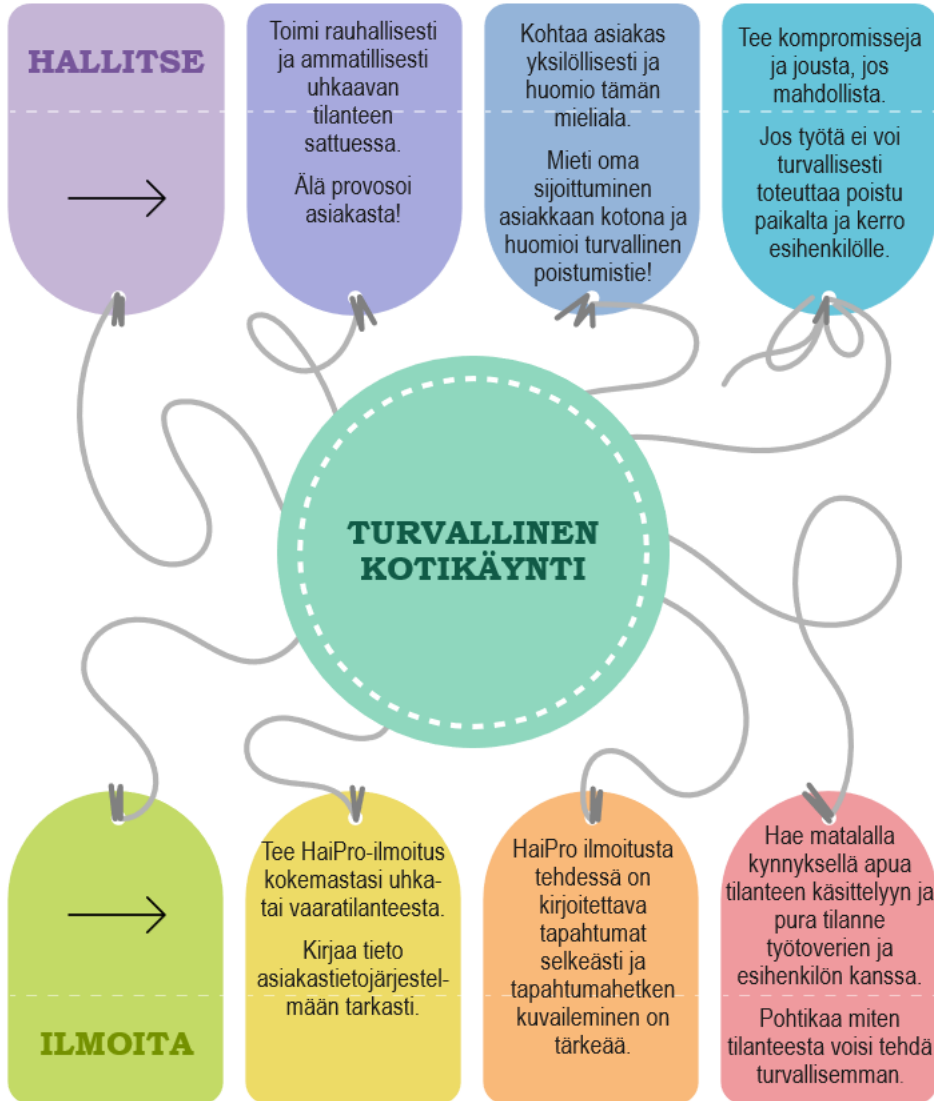 HALLITSE
Toimi rauhallisesti
ja ammatillisesti
uhkaavan
tilanteen
sattuessa.
Älä provosoi
asiakasta!
Kohtaa asiakas
yksilöllisesti ja
huomio tämän
mieliala.
Mieti oma
sijoittuminen
asiakkaan kotona ja
huomioi turvallinen
poistumistie!
Tee kompromisseja
ja jousta, jos
mahdollista.
Jos työtä ei voi
turvallisesti
toteuttaa poistu
paikalta ja kerro
esihenkilölle.
TURVALLINEN
KOTIKÄYNTI
ILMOITA
Tee HaiPro-ilmoitus
kokemastasi uhka-
tai vaaratilanteesta.
Kirjaa tieto
asiakastietojärjestel-
mään tarkasti.
HaiPro ilmoitusta
tehdessä on
kirjoitettava
tapahtumat
selkeästi ja
tapahtumahetken
kuvaileminen on
tärkeää.
Hae matalalla
kynnyksellä apua
tilanteen käsittelyyn ja
pura tilanne
työtoverien ja
esihenkilön kanssa.
Pohtikaa miten
tilanteesta voisi tehdä
turvallisemman.